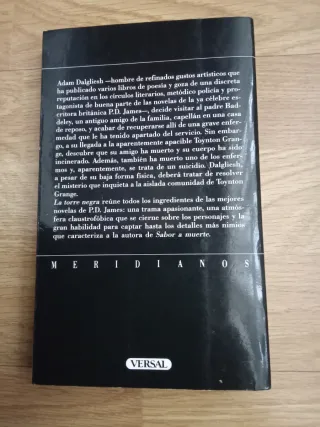 Adam Dalgliesh —hombre de refinados gustos artísticos que
ha publicado varios libros de poesía y goza de una discreta
reputación en los círculos literarios, metódico policía y pro-
tagonista de buena parte de las novelas de la ya célebre es-
critora británica P.D. James—, decide visitar al padre Bad-
deley, un antiguo amigo de la familia, capellán en una casa
de reposo, y acabar de recuperarse allí de una grave enfer-
medad que le ha tenido apartado del servicio. Sin embar-
go, a su llegada a la aparentemente apacible Toynton Gran-
ge, descubre que su amigo ha muerto y su cuerpo ha sido
incinerado. Además, también ha muerto uno de los enfer-
mos y, aparentemente, se trata de un suicidio. Dalgliesh,
a pesar de su baja forma física, deberá tratar de resolver
el misterio que inquieta a la aislada comunidad de Toynton
Grange.
La torre negra reúne todos los ingredientes de las mejores
novelas de P.D. James: una trama apasionante, una atmós-
fera claustrofóbica que se cierne sobre los personajes y la
gran habilidad para captar hasta los detalles más nimios
que caracteriza a la autora de Sabor a muerte.
MERIDIANOS
VERSAL